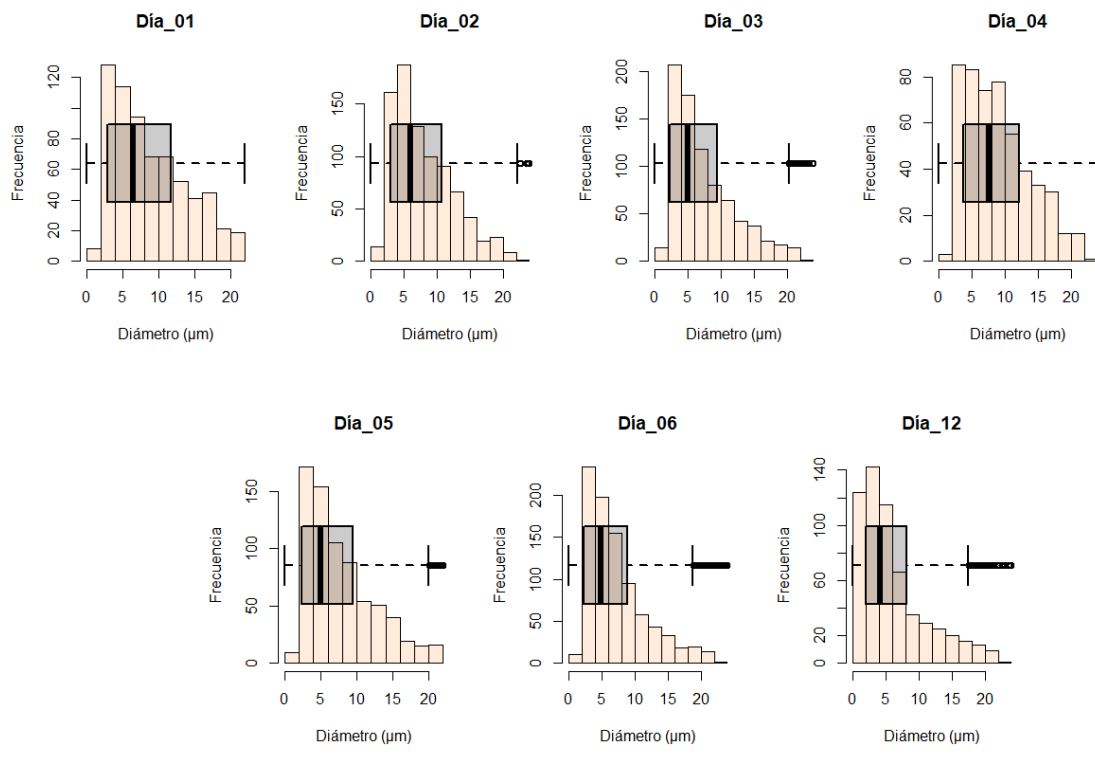 Día_01
Frecuencia
0 20 40 60 80 120
0 5 10 15 20
Diámetro (µm)
Día_02
Frecuencia
0 50 100 150
0 5 10 15 20
Diámetro (µm)
Día_03
Frecuencia
0 50 100 150 200
0 5 10 15 20
Diámetro (µm)
Día_04
Frecuencia
0 20 40 60 80
0 5 10 15 20
Diámetro (µm)
Día_05
Frecuencia
0 50 100 150
0 5 10 15 20
Diámetro (µm)
Día_06
Frecuencia
0 50 100 150 200
0 5 10 15 20
Diámetro (µm)
Día_12
Frecuencia
0 20 60 100 140
0 5 10 15 20
Diámetro (µm)